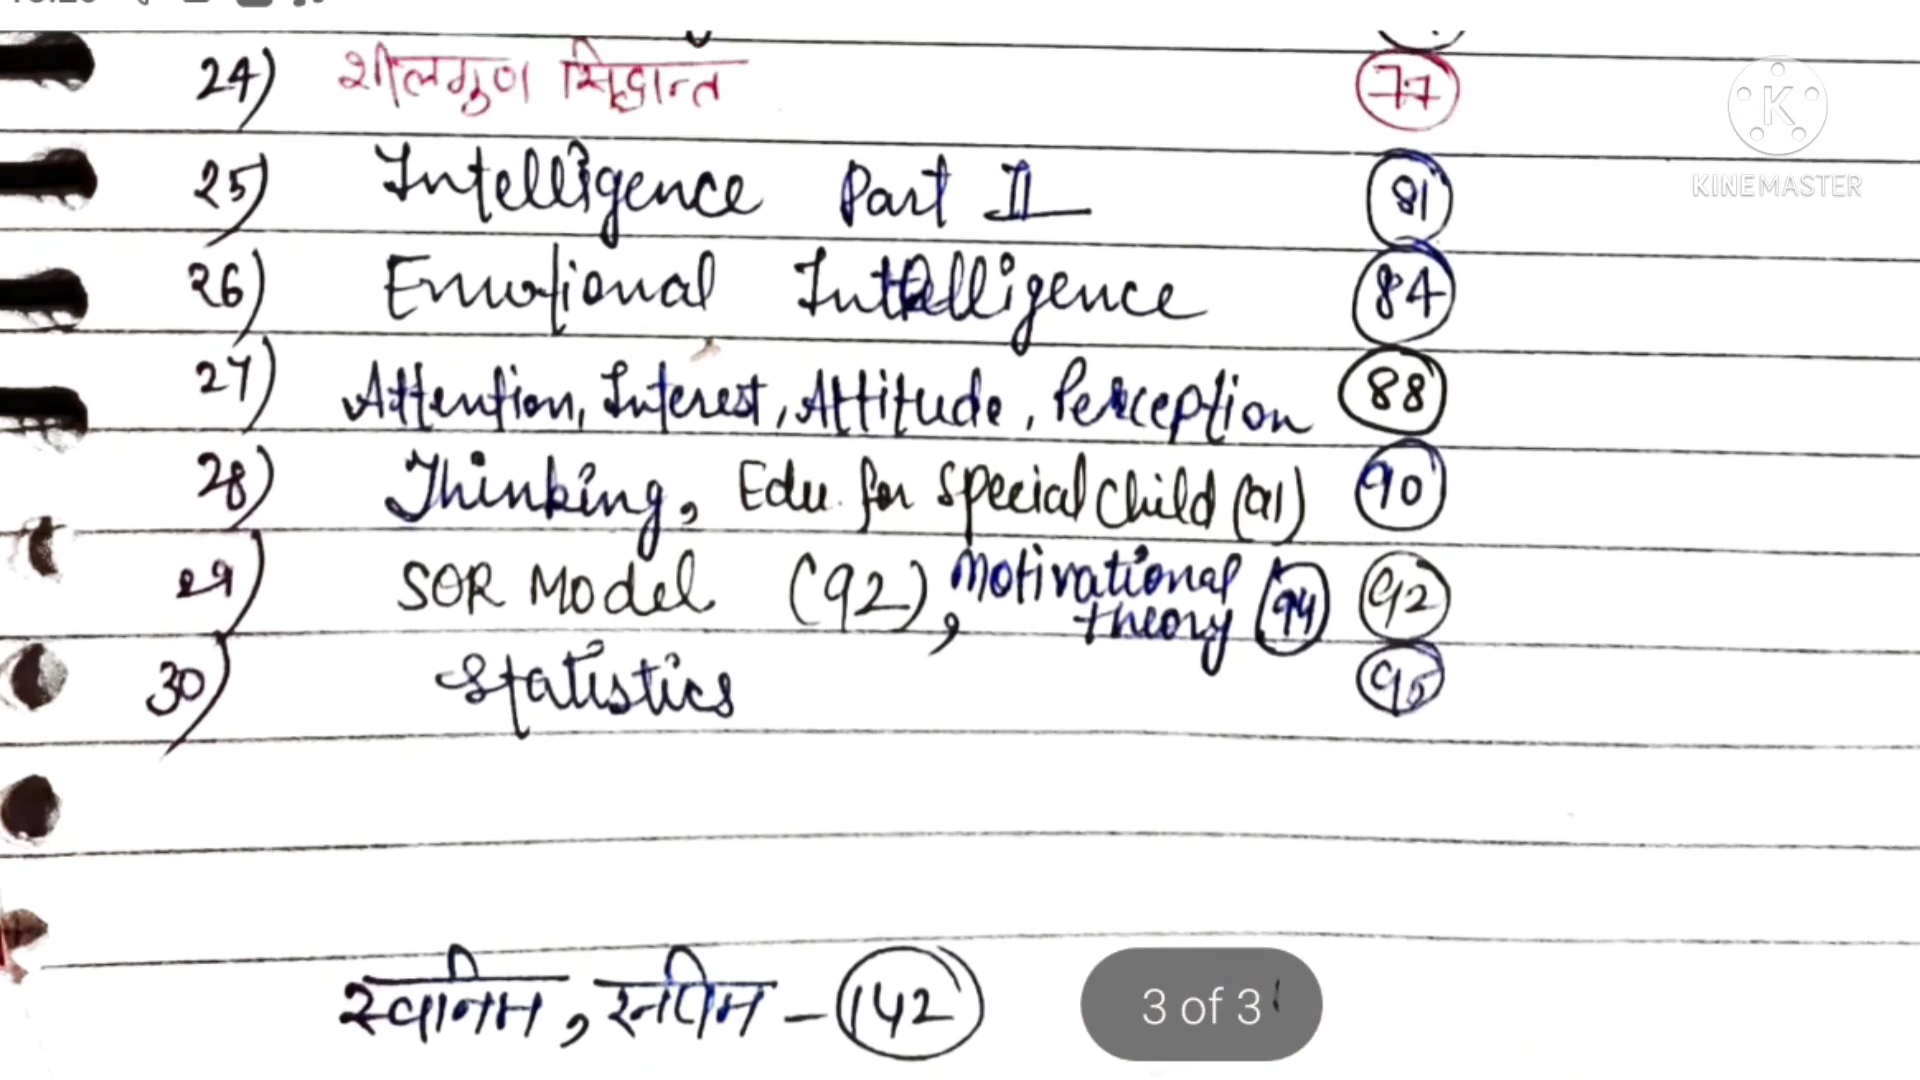 24) शीलगुण सिद्धान्त 77
25) Intelligence Part II 81
26) Emotional Intelligence 84
27) Attention, Interest, Attitude, Perception 88
28) Thinking, Edu. for special child (91) 90
29) SOR Model (92), Motivational theory 94 92
30) Statistics 95
142
3 of 3
KINEMASTER